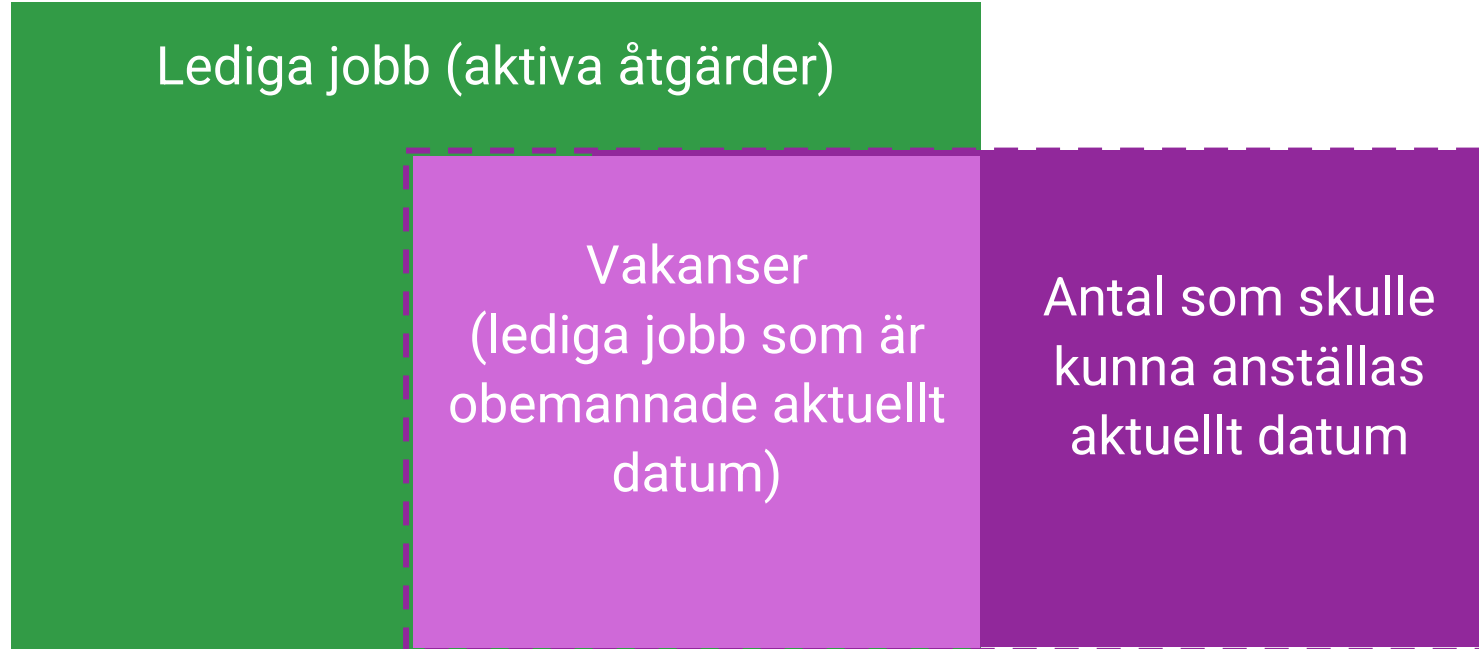 Lediga jobb (aktiva åtgärder)
Vakanser
(lediga jobb som är
obemannade aktuellt
datum)
Antal som skulle
kunna anställas
aktuellt datum